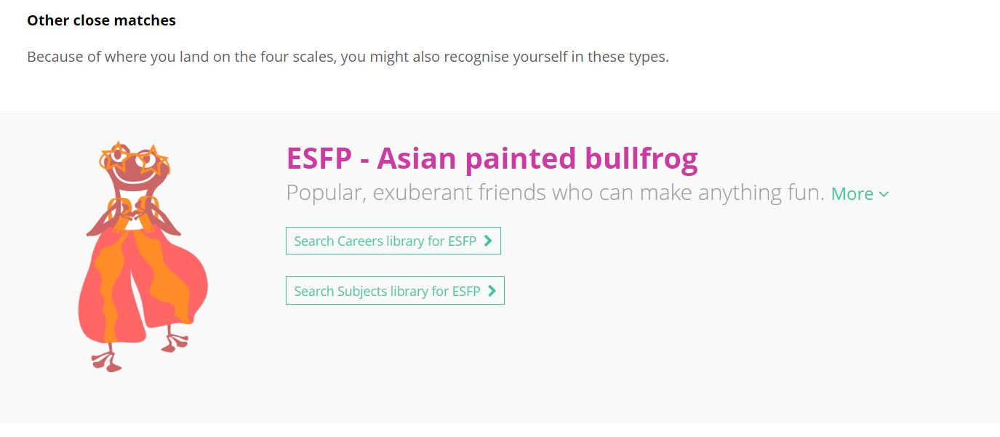 Other close matches
Because of where you land on the four scales, you might also recognise yourself in these types.
ESFP - Asian painted bullfrog
Popular, exuberant friends who can make anything fun. More
Search Careers library for ESFP
Search Subjects library for ESFP